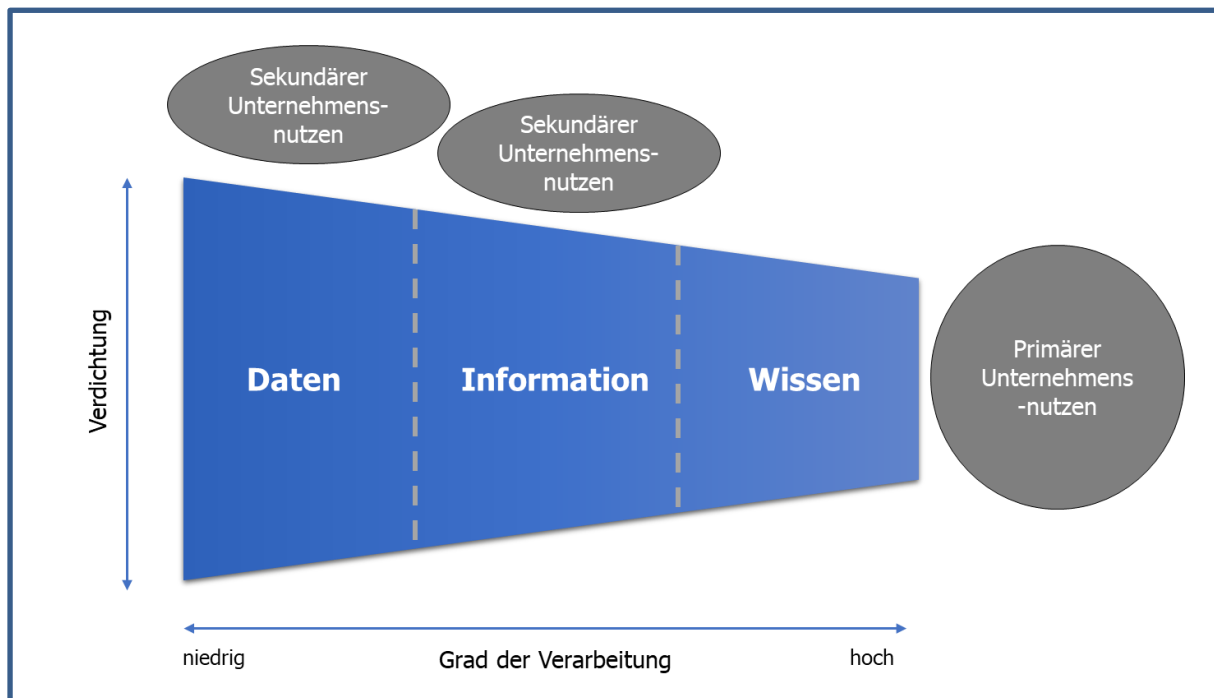 Sekundärer
Unternehmens-
nutzen
Sekundärer
Unternehmens-
nutzen
Verdichtung
Daten
Information
Wissen
Primärer
Unternehmens
-nutzen
niedrig
Grad der Verarbeitung
hoch